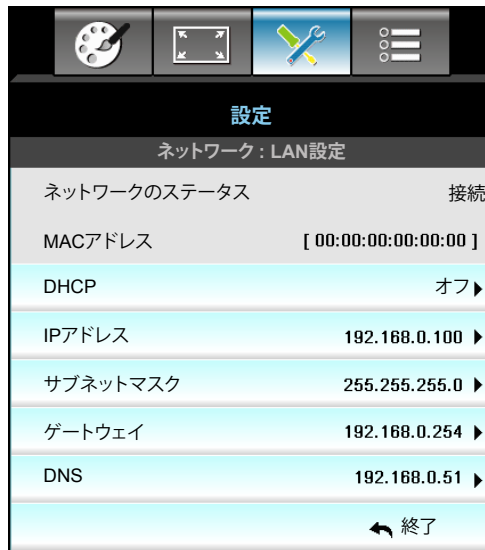 設定
ネットワーク : LAN設定
ネットワークのステータス 接続
MACアドレス [ 00:00:00:00:00:00 ]
DHCP オフ
IPアドレス 192.168.0.100
サブネットマスク 255.255.255.0
ゲートウェイ 192.168.0.254
DNS 192.168.0.51
終了